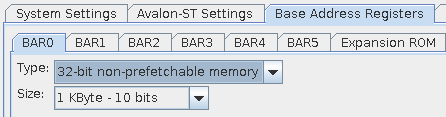 System Settings Avalon-ST Settings Base Address Registers
BAR0 BAR1 BAR2 BAR3 BAR4 BAR5 Expansion ROM
Type: 32-bit non-prefetchable memory
Size: 1 KByte - 10 bits